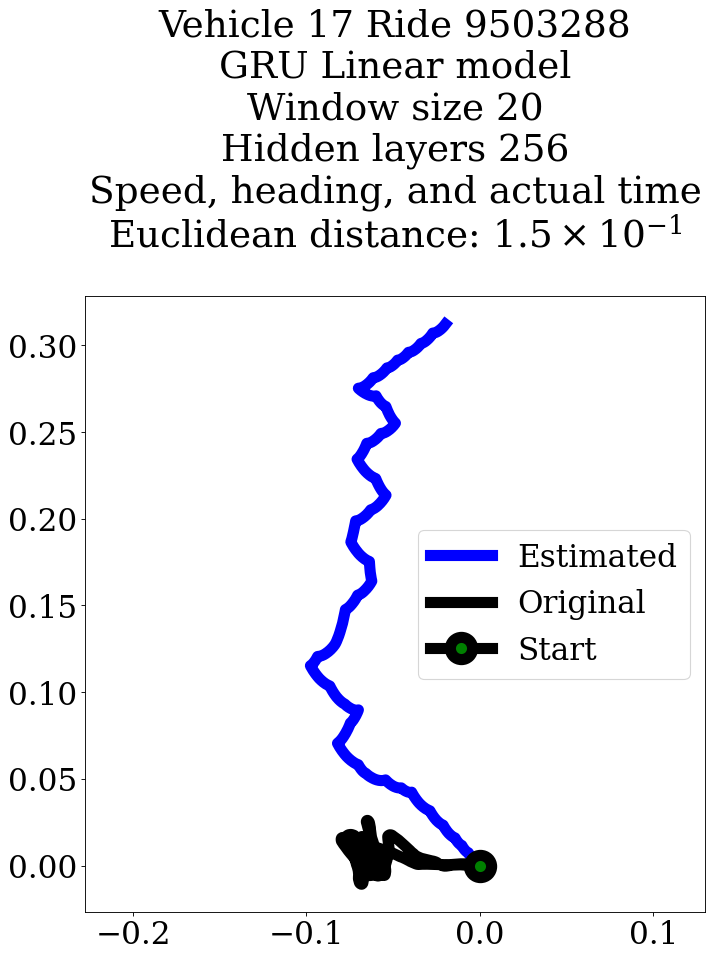 Vehicle 17 Ride 9503288
GRU Linear model
Window size 20
Hidden layers 256
Speed, heading, and actual time
Euclidean distance: 1.5 × 10⁻¹
0.30
0.25
0.20
0.15
0.10
0.05
0.00
Estimated
Original
Start
−0.2
−0.1
0.0
0.1